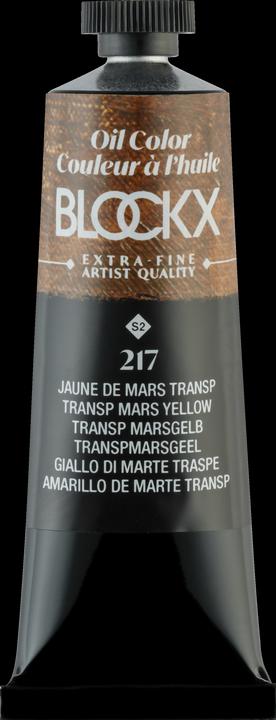 Oil Color
Couleur à l'huile
BLOCKX
EXTRA-FINE
ARTIST QUALITY
S2
217
JAUNE DE MARS TRANSP
TRANSP MARS YELLOW
TRANSP MARSGELB
TRANSPMARSGEEL
GIALLO DI MARTE TRASPE
AMARILLO DE MARTE TRANSP